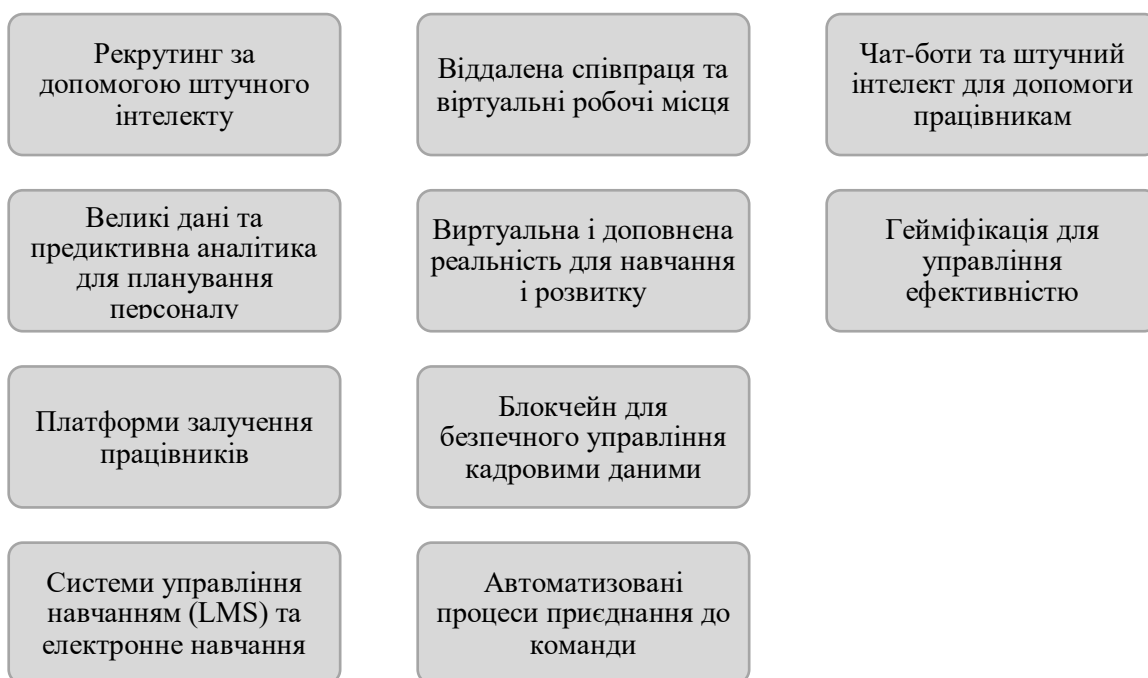 Рекрутинг за
допомогою штучного
інтелекту
Віддалена співпраця та
віртуальні робочі місця
Чат-боти та штучний
інтелект для допомоги
працівникам
Великі дані та
предиктивна аналітика
для планування
персоналу
Виртуальна і доповнена
реальність для навчання
і розвитку
Гейміфікація для
управління
ефективністю
Платформи залучення
працівників
Блокчейн для
безпечного управління
кадровими даними
Системи управління
навчанням (LMS) та
електронне навчання
Автоматизовані
процеси приєднання до
команди